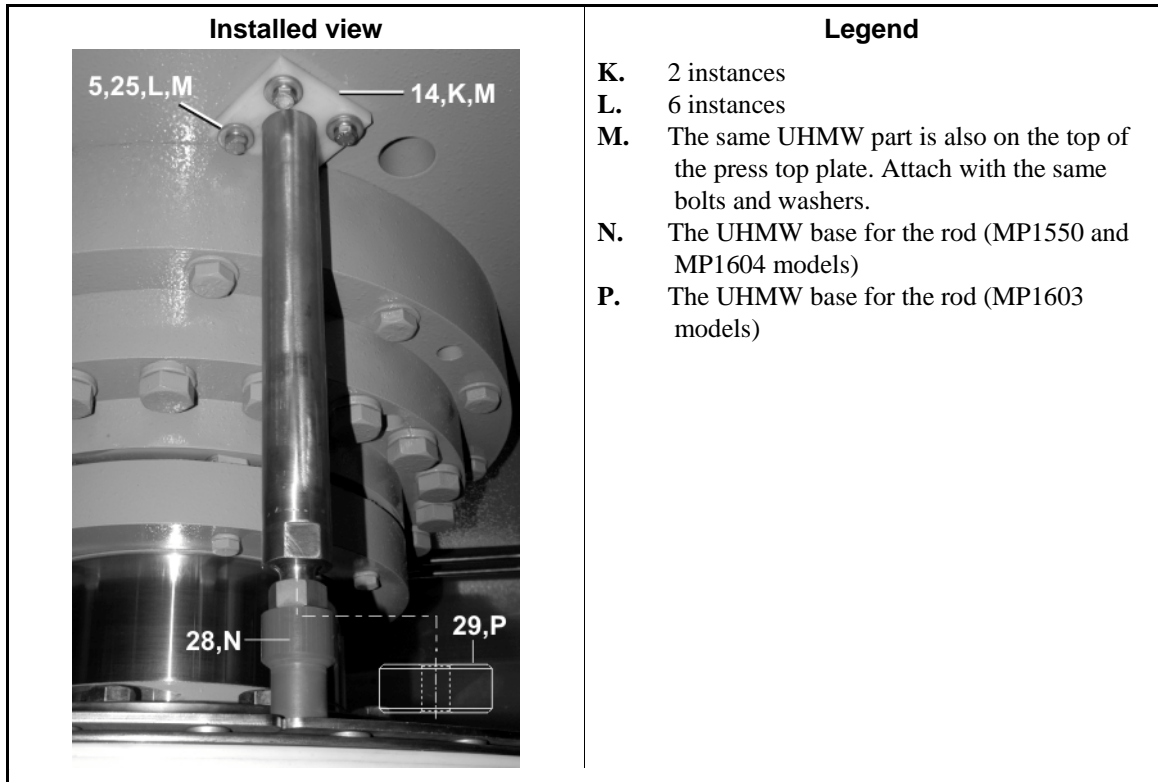 Installed view
5,25,L,M
14,K,M
28,N
29,P
Legend
K. 2 instances
L. 6 instances
M. The same UHMW part is also on the top of
the press top plate. Attach with the same
bolts and washers.
N. The UHMW base for the rod (MP1550 and
MP1604 models)
P. The UHMW base for the rod (MP1603
models)